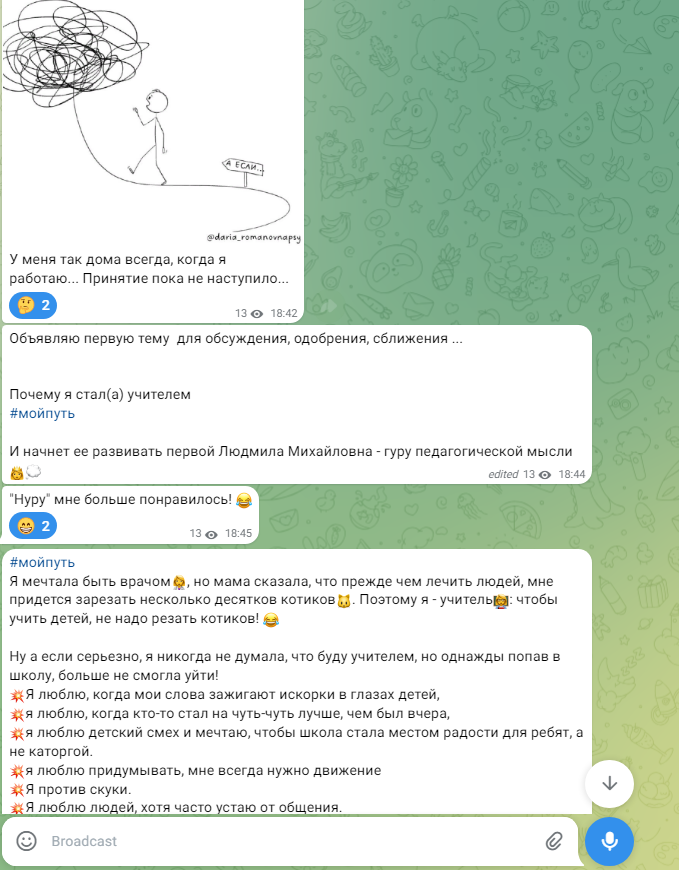 А ЕСЛИ...
@daria_romanovnapsy
У меня так дома всегда, когда я
работаю... Принятие пока не наступило...
🤔 2
13 18:42
Объявляю первую тему  для обсуждения, одобрения, сближения ...
Почему я стал(а) учителем
#мойпуть
И начнет ее развивать первой Людмила Михайловна - гуру педагогической мысли
edited 13 18:44
"Нуру" мне больше понравилось! 😂
😁 2
13 18:45
#мойпуть
Я мечтала быть врачом👩‍⚕️, но мама сказала, что прежде чем лечить людей, мне
придется зарезать несколько десятков котиков🐱. Поэтому я - учитель👩‍🏫: чтобы
учить детей, не надо резать котиков! 😂
Ну а если серьезно, я никогда не думала, что буду учителем, но однажды попав в
школу, больше не смогла уйти!
💥Я люблю, когда мои слова зажигают искорки в глазах детей,
💥я люблю, когда кто-то стал на чуть-чуть лучше, чем был вчера,
💥я люблю детский смех и мечтаю, чтобы школа стала местом радости для ребят, а
не каторгой.
💥я люблю придумывать, мне всегда нужно движение
💥Я против скуки.
💥Я люблю людей, хотя часто устаю от общения.
Broadcast